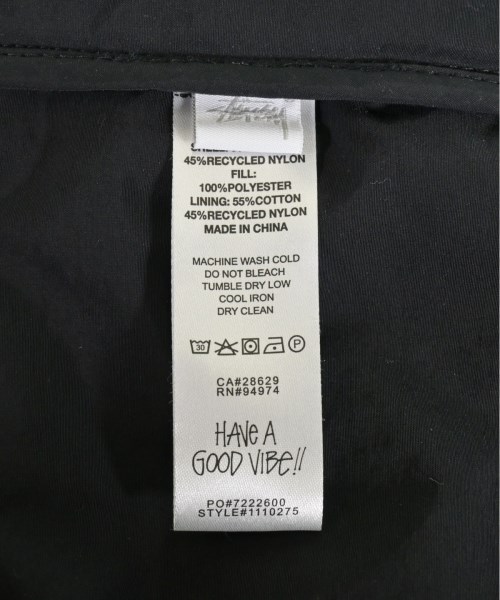 45%RECYCLED NYLON
FILL:
100%POLYESTER
LINING: 55%COTTON
45%RECYCLED NYLON
MADE IN CHINA
MACHINE WASH COLD
DO NOT BLEACH
TUMBLE DRY LOW
COOL IRON
DRY CLEAN
30 P
CA#28629
RN#94974
HAVE A
GOOD VIBE!!
PO#7222600
STYLE#1110275